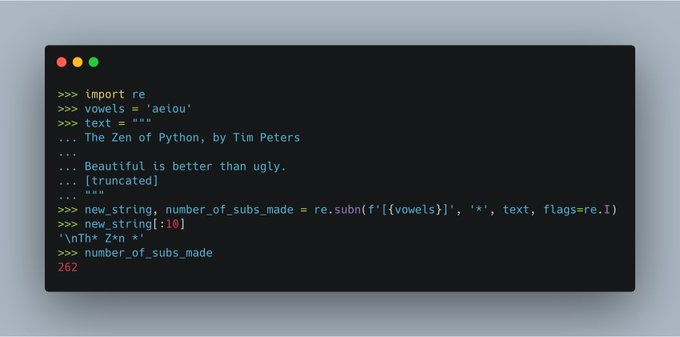 >>> import re
>>> vowels = 'aeiou'
>>> text = """
... The Zen of Python, by Tim Peters
...
... Beautiful is better than ugly.
... [truncated]
... """
>>> new_string, number_of_subs_made = re.subn(f'[{vowels}]', '*', text, flags=re.I)
>>> new_string[:10]
'\nTh* Z*n *'
>>> number_of_subs_made
262